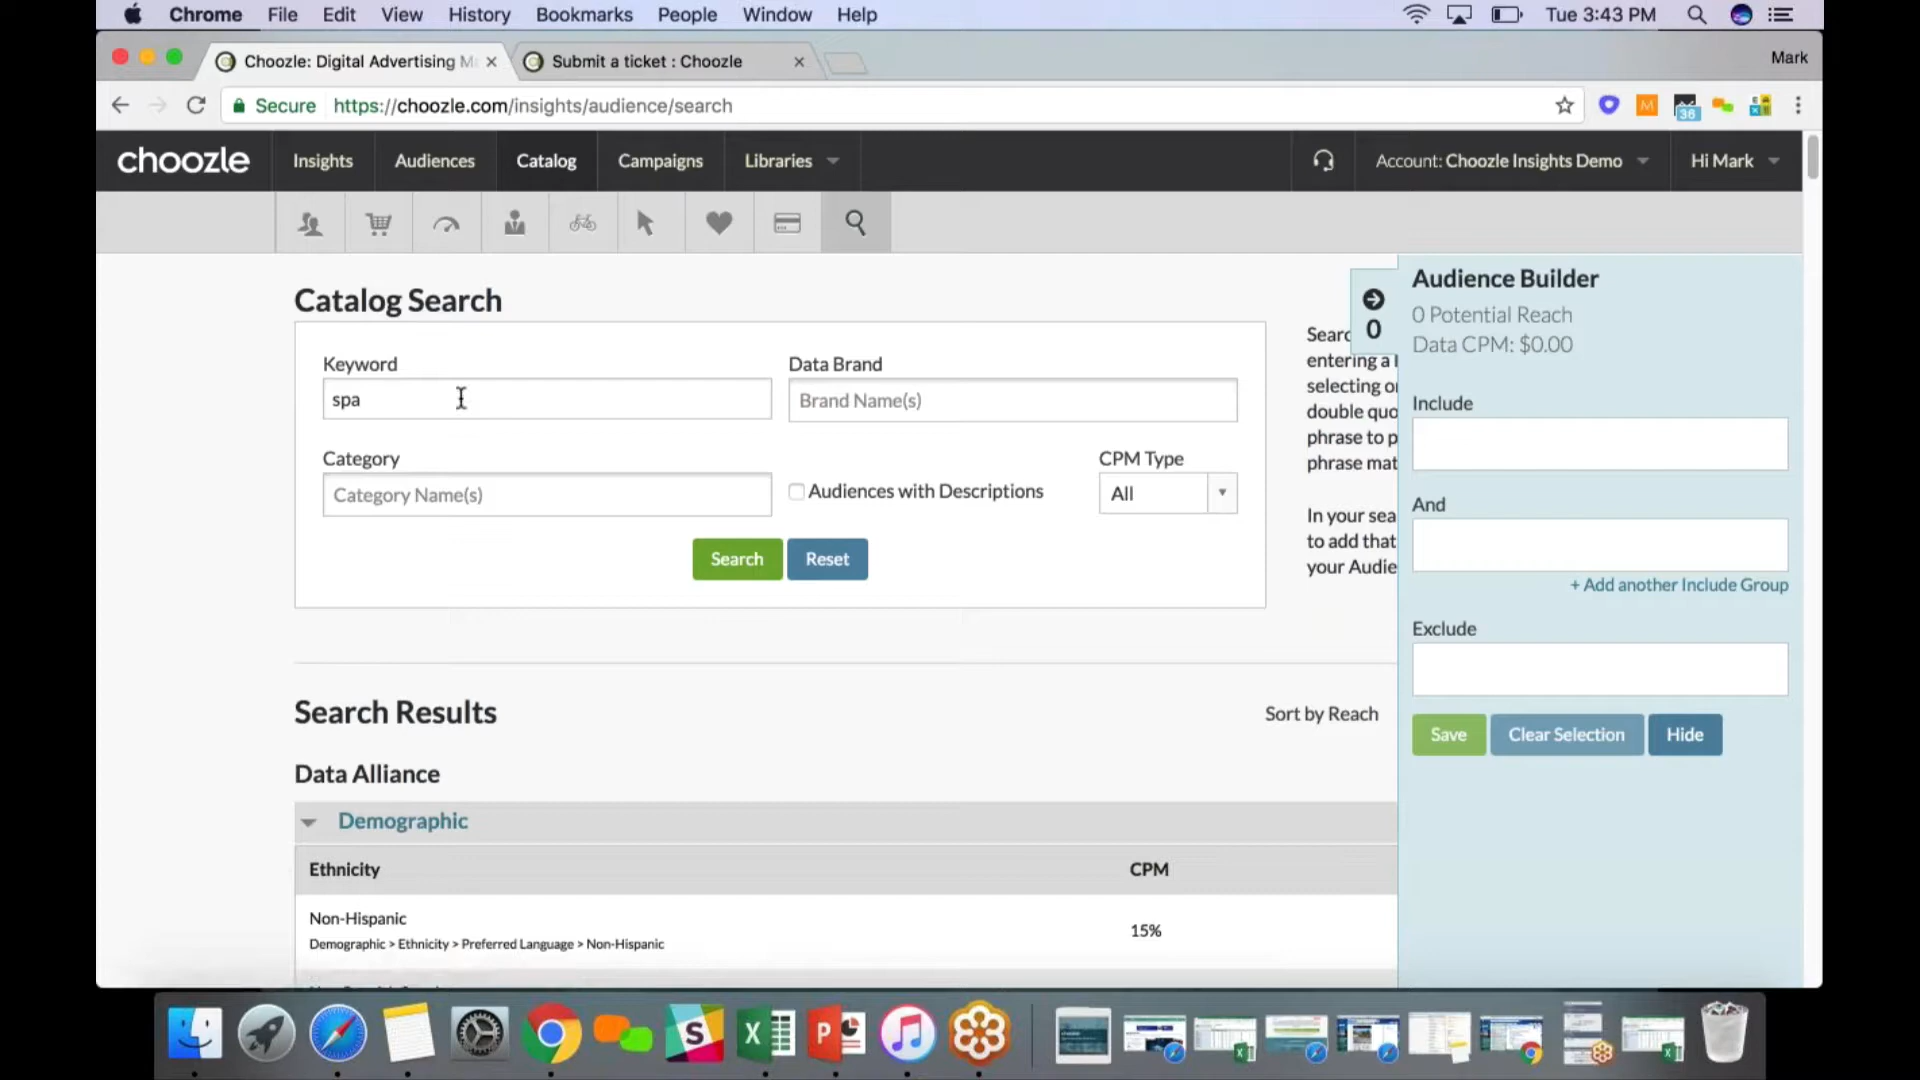 Chrome File Edit View History Bookmarks People Window Help Tue 3:43 PM
Choozle: Digital Advertising M Submit a ticket : Choozle Mark
Secure https://choozle.com/insights/audience/search M 36
choozle Insights Audiences Catalog Campaigns Libraries Account: Choozle Insights Demo Hi Mark
Audience Builder
0 Potential Reach
Data CPM: $0.00
0
Catalog Search
Keyword Data Brand
spa Brand Name(s)
Category CPM Type
Category Name(s) Audiences with Descriptions All
Search Reset
Searc
entering a
selecting o
double quo
phrase to p
phrase mat
In your sea
to add that
your Audie
Include
And
+ Add another Include Group
Exclude
Save Clear Selection Hide
Search Results Sort by Reach
Data Alliance
Demographic
Ethnicity CPM
Non-Hispanic
Demographic > Ethnicity > Preferred Language > Non-Hispanic 15%
S X P